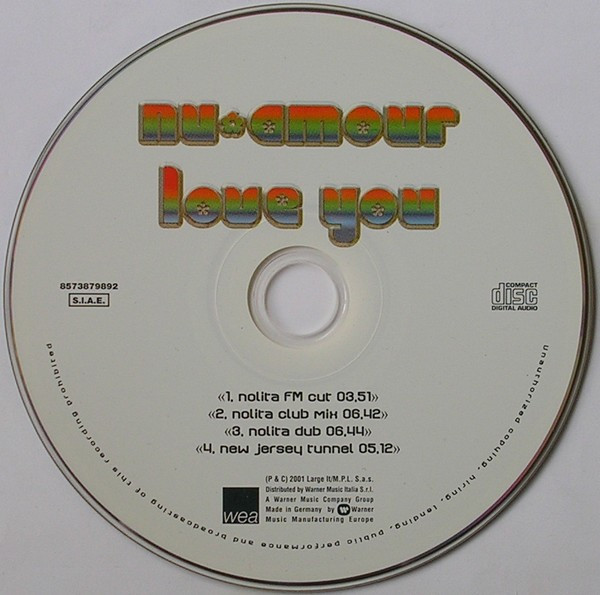 nu*amour
love you
8573879892
S.I.A.E.
COMPACT
disc
DIGITAL AUDIO
«1, nolita FM cut 03,51»
«2, nolita club mix 06,42»
«3, nolita dub 06,44»
«4, new jersey tunnel 05,12»
(P & C) 2001 Large It/M.P.L. S.a.s.
Distributed by Warner Music Italia S.r.l.
A Warner Music Company Group
Made in Germany by Warner
Music Manufacturing Europe
wea
Unauthorized copying, hiring, lending, public performance and broadcasting of this recording prohibited